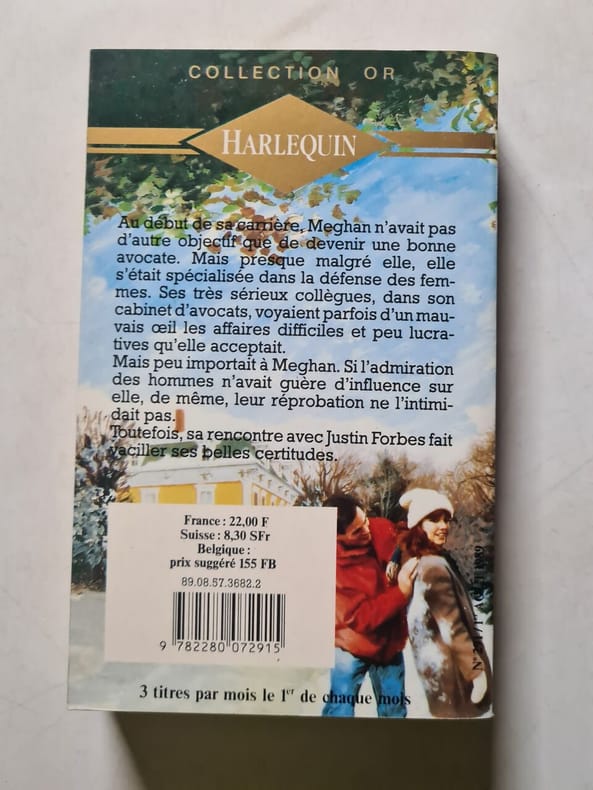 COLLECTION OR
HARLEQUIN
Au début de sa carrière, Meghan n'avait pas
d'autre objectif que de devenir une bonne
avocate. Mais presque malgré elle, elle
s'était spécialisée dans la défense des fem-
mes. Ses très sérieux collègues, dans son
cabinet d'avocats, voyaient parfois d'un mau-
vais œil les affaires difficiles et peu lucra-
tives qu'elle acceptait.
Mais peu importait à Meghan. Si l'admiration
des hommes n'avait guère d'influence sur
elle, de même, leur réprobation ne l'intimi-
dait pas.
Toutefois, sa rencontre avec Justin Forbes fait
vaciller ses belles certitudes.
France : 22,00 F
Suisse : 8,30 SFr
Belgique :
prix suggéré 155 FB
89.08.57.3682.2
9 782280 072915
3 titres par mois le 1er de chaque mois